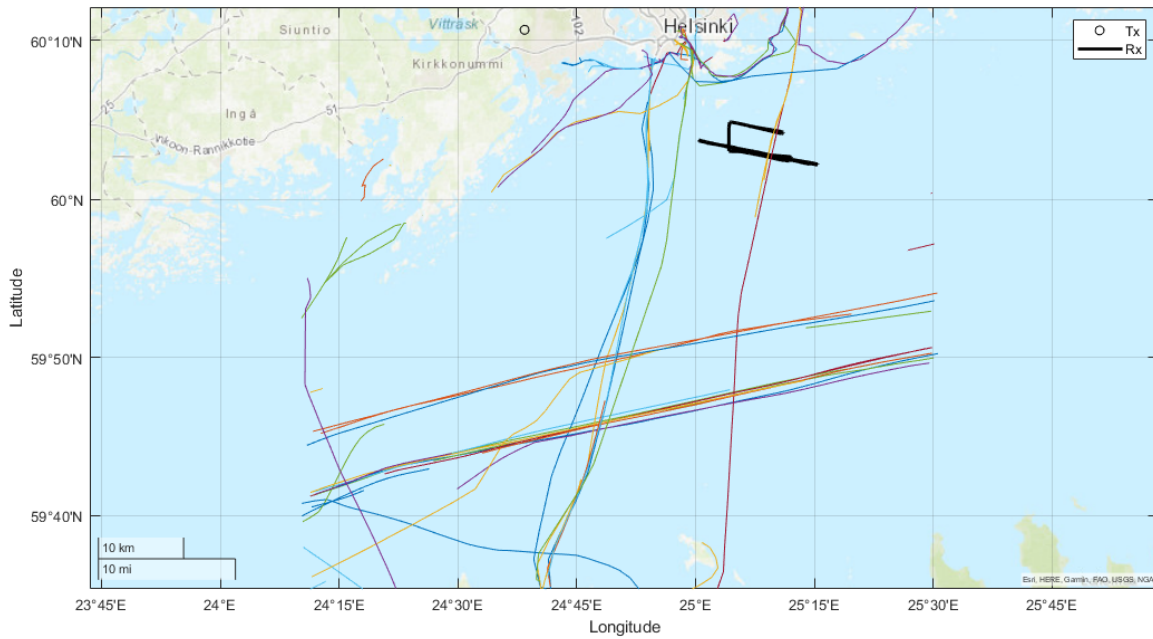 60°10'N
60°N
59°50'N
59°40'N
Latitude
Vitträsk
Siuntio
102
Helsinki
Kirkkonummi
25
Ingå
51
nkoon-Rannikkotie
Tx
Rx
10 km
10 mi
Esri, HERE, Garmin, FAO, USGS, NGA
23°45'E
24°E
24°15'E
24°30'E
24°45'E
25°E
25°15'E
25°30'E
25°45'E
Longitude